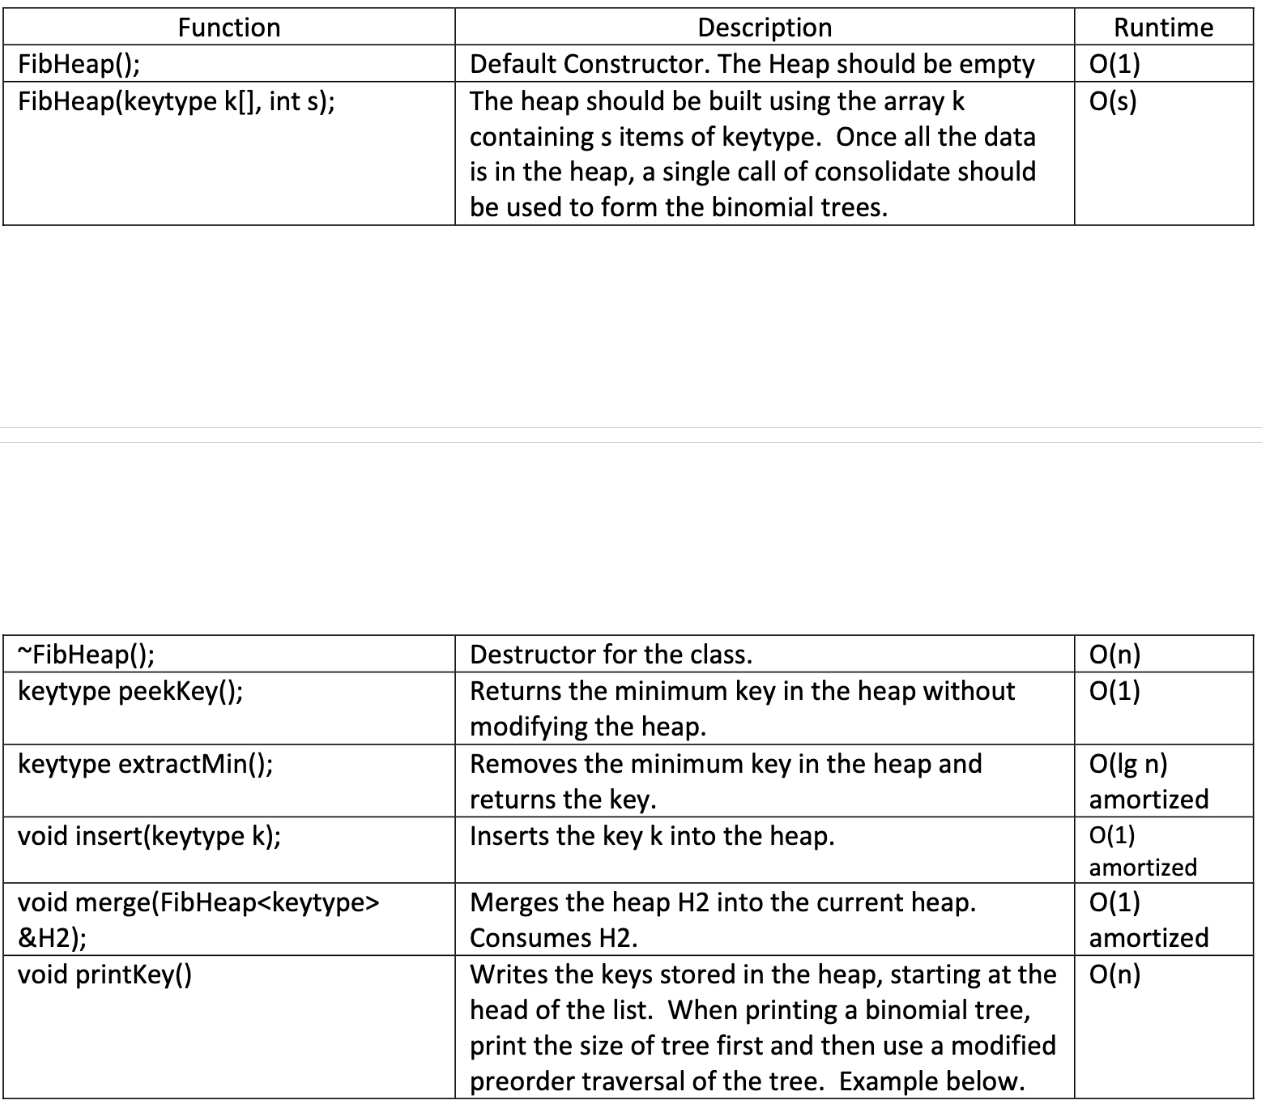 Function Description Runtime
FibHeap(); Default Constructor. The Heap should be empty O(1)
FibHeap(keytype k[], int s); The heap should be built using the array k O(s)
containing s items of keytype. Once all the data
is in the heap, a single call of consolidate should
be used to form the binomial trees.
~FibHeap(); Destructor for the class. O(n)
keytype peekKey(); Returns the minimum key in the heap without O(1)
modifying the heap.
keytype extractMin(); Removes the minimum key in the heap and O(lg n)
returns the key. amortized
void insert(keytype k); Inserts the key k into the heap. O(1)
amortized
void merge(FibHeap<keytype> Merges the heap H2 into the current heap. O(1)
&H2); Consumes H2. amortized
void printKey() Writes the keys stored in the heap, starting at the O(n)
head of the list. When printing a binomial tree,
print the size of tree first and then use a modified
preorder traversal of the tree. Example below.